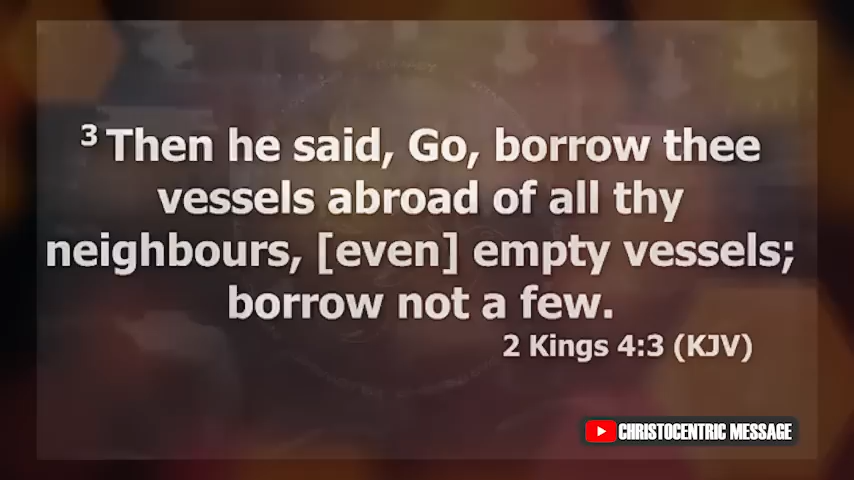 3 Then he said, Go, borrow thee
vessels abroad of all thy
neighbours, [even] empty vessels;
borrow not a few.
2 Kings 4:3 (KJV)
CHRISTOCENTRIC MESSAGE